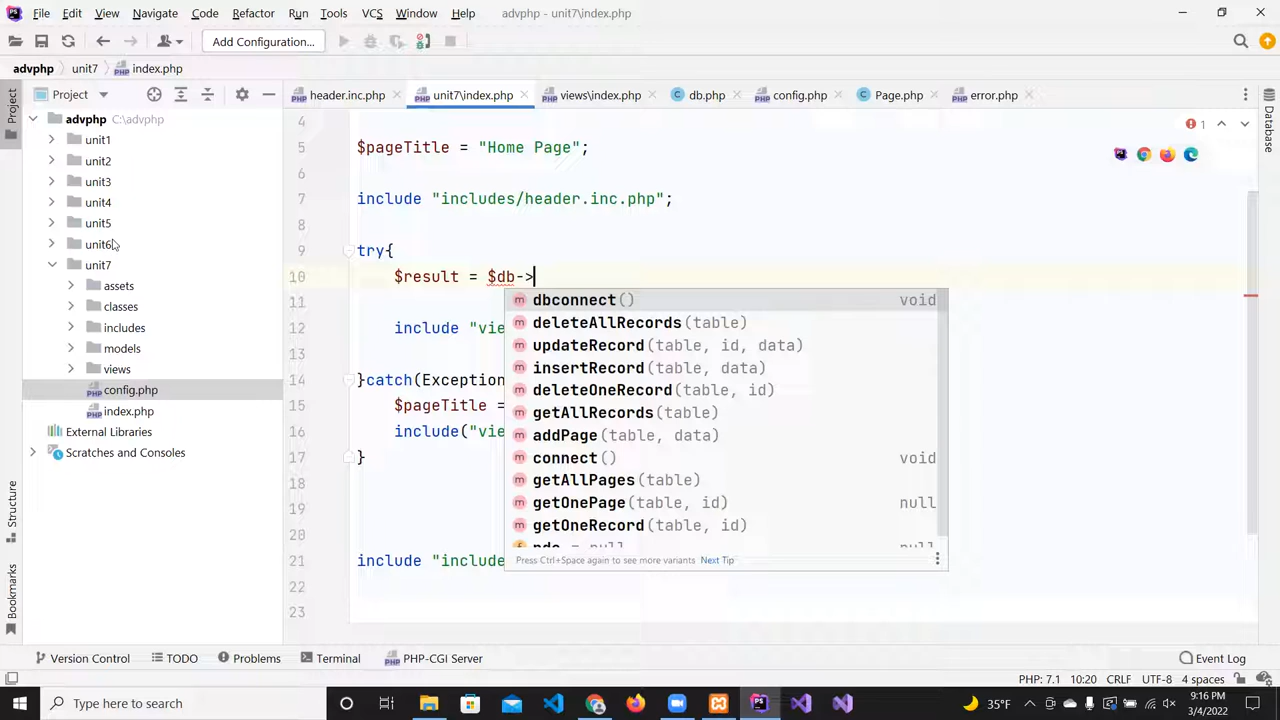 File Edit View Navigate Code Refactor Run Tools VCS Window Help advphp - unit7\index.php
Add Configuration...
advphp unit7 index.php
Project header.inc.php unit7\index.php views\index.php db.php config.php Page.php error.php
advphp C:\advphp
unit1
unit2
unit3
unit4
unit5
unit6
unit7
assets
classes
includes
models
views
config.php
index.php
External Libraries
Scratches and Consoles
Project
Structure
Bookmarks
Database
1
4
5 $pageTitle = "Home Page";
6
7 include "includes/header.inc.php";
8
9 try{
10 $result = $db->
11
12 include "vie
13
14 }catch(Exception
15 $pageTitle =
16 include("vie
17 }
18
19
20
21 include "include
22
23
dbconnect() void
deleteAllRecords(table)
updateRecord(table, id, data)
insertRecord(table, data)
deleteOneRecord(table, id)
getAllRecords(table)
addPage(table, data)
connect() void
getAllPages(table)
getOnePage(table, id) null
getOneRecord(table, id)
Press Ctrl+Space again to see more variants Next Tip
Version Control TODO Problems Terminal PHP-CGI Server Event Log
PHP: 7.1 10:20 CRLF UTF-8 4 spaces
Type here to search 35°F 9:16 PM
3/4/2022